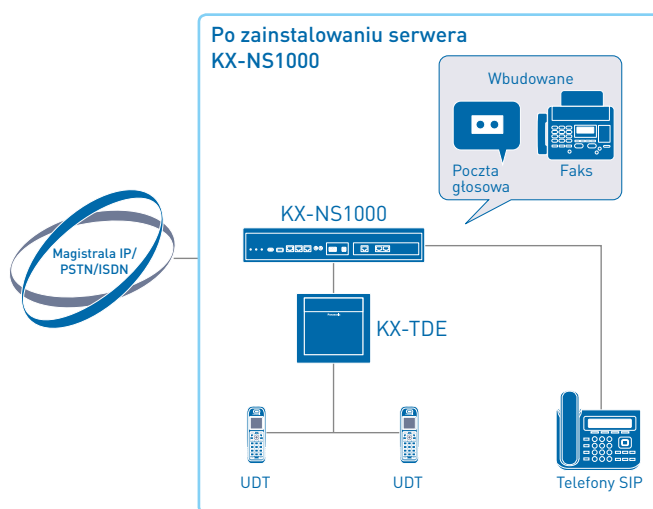 Po zainstalowaniu serwera
KX-NS1000
Wbudowane
Poczta
głosowa
Faks
KX-NS1000
Magistrala IP/
PSTN/ISDN
Panasonic
KX-TDE
UDT
UDT
Telefony SIP